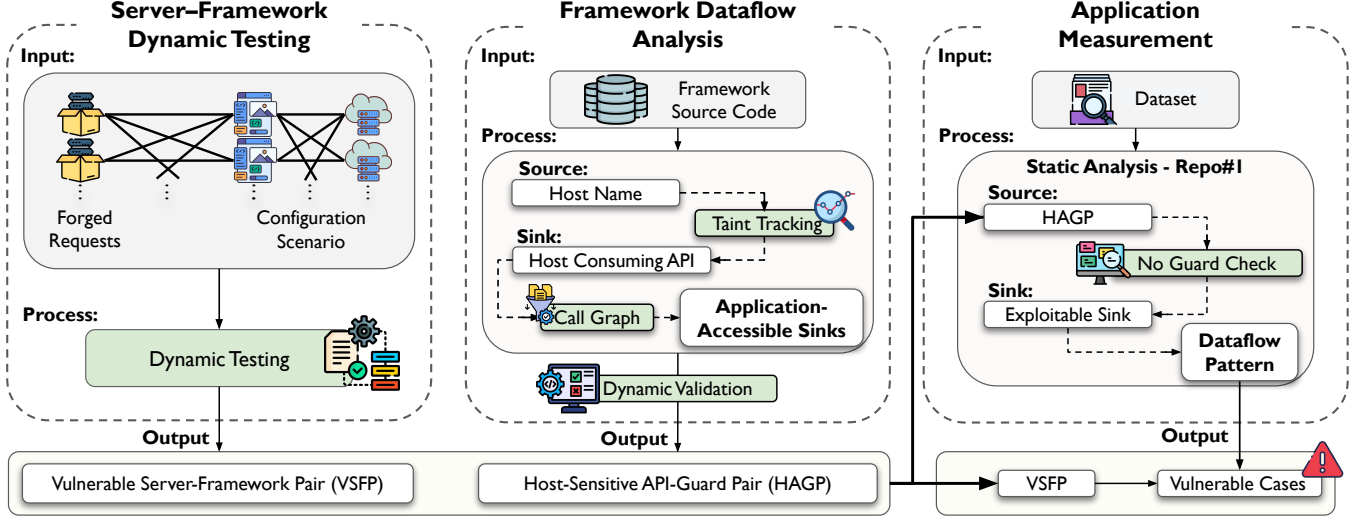 Server–Framework
Dynamic Testing
Input:
Forged
Requests
Configuration
Scenario
Process:
Dynamic Testing
Output
Vulnerable Server-Framework Pair (VSFP)
Framework Dataflow
Analysis
Input:
Framework
Source Code
Process:
Source:
Host Name
Taint Tracking
Sink:
Host Consuming API
Call Graph
Application-
Accessible Sinks
Dynamic Validation
Output
Host-Sensitive API-Guard Pair (HAGP)
Application
Measurement
Input:
Dataset
Process:
Static Analysis - Repo#1
Source:
HAGP
No Guard Check
Sink:
Exploitable Sink
Dataflow
Pattern
Output
VSFP
Vulnerable Cases